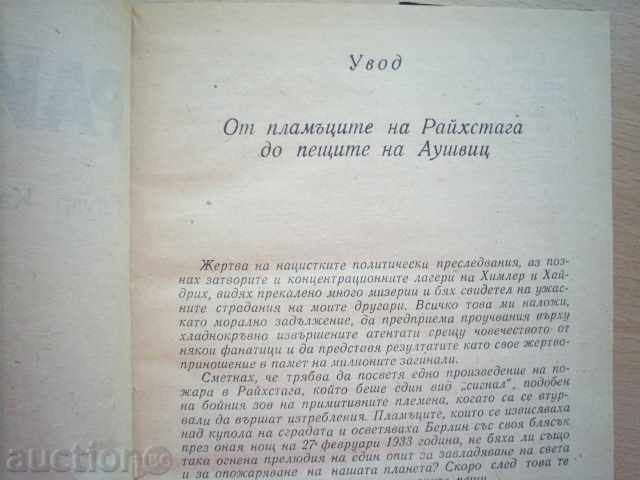 Увод
От пламъците на Райхстага
до пещите на Аушвиц
Жертва на нацистките политически преследвания, аз поз-
нах затворите и концентрационните лагери на Химлер и Хай-
дрих, видях прекалено много мизерии и бях свидетел на ужас-
ните страдания на моите другари. Всичко това ми наложи,
като морално задължение, да предприема проучвания върху
хладнокръвно извършените атентати срещу човечеството от
някои фанатици и да представя резултатите като свое жертво-
приношение в памет на милионите загинали.
Сметнах, че трябва да посветя едно произведение на по-
жара в Райхстага, който беше един вид „сигнал", подобен
на бойния зов на примитивните племена, когато са се втур-
вали да вършат изтребления. Пламъците, които се извисяваха
над купола на сградата и осветяваха Берлин със своя блясък
през оная нощ на 27 февруари 1933 година, не бяха ли също
така огнена прелюдия на един опит за завладяване на света
и за опожаряване на нашата планета? Скоро след това те
auction.bg